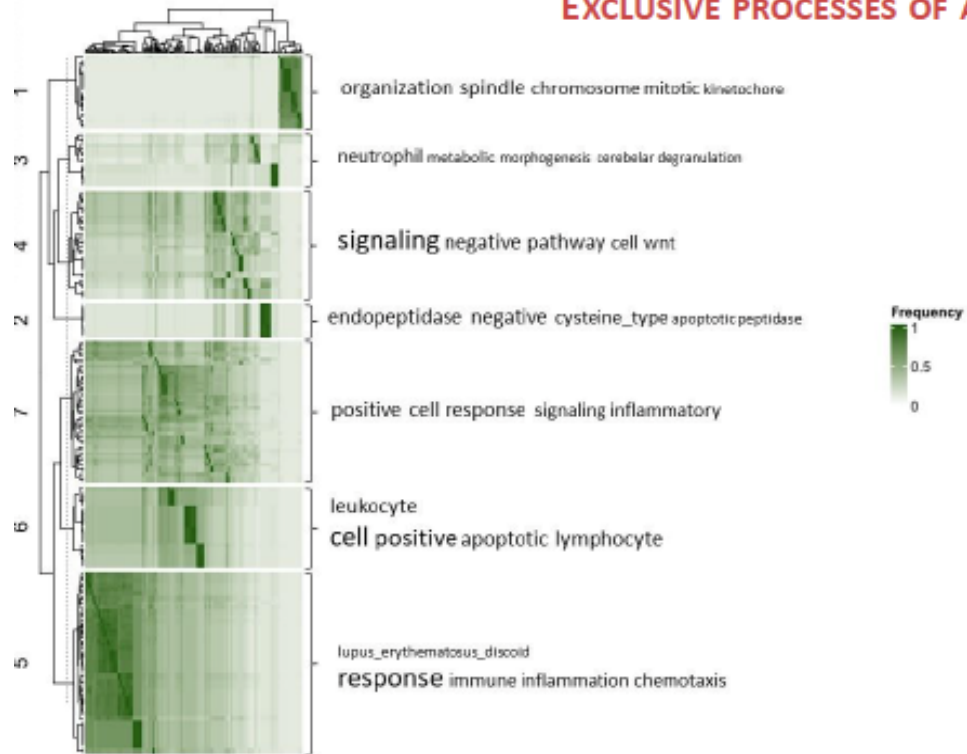 EXCLUSIVE PROCESSES OF A
1
organization spindle chromosome mitotic kinetochore
3
neutrophil metabolic morphogenesis cerebelar degranulation
4
signaling negative pathway cell wnt
2
endopeptidase negative cysteine_type apoptotic peptidase
Frequency
1
0.5
0
7
positive cell response signaling inflammatory
6
leukocyte
cell positive apoptotic lymphocyte
5
lupus_erythematosus_discoid
response immune inflammation chemotaxis